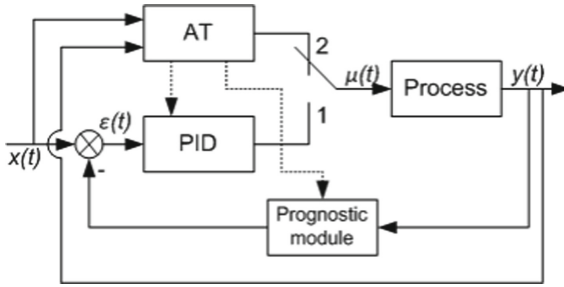 AT
2
μ(t)
Process
y(t)
ε(t)
1
x(t)
PID
-
Prognostic
module